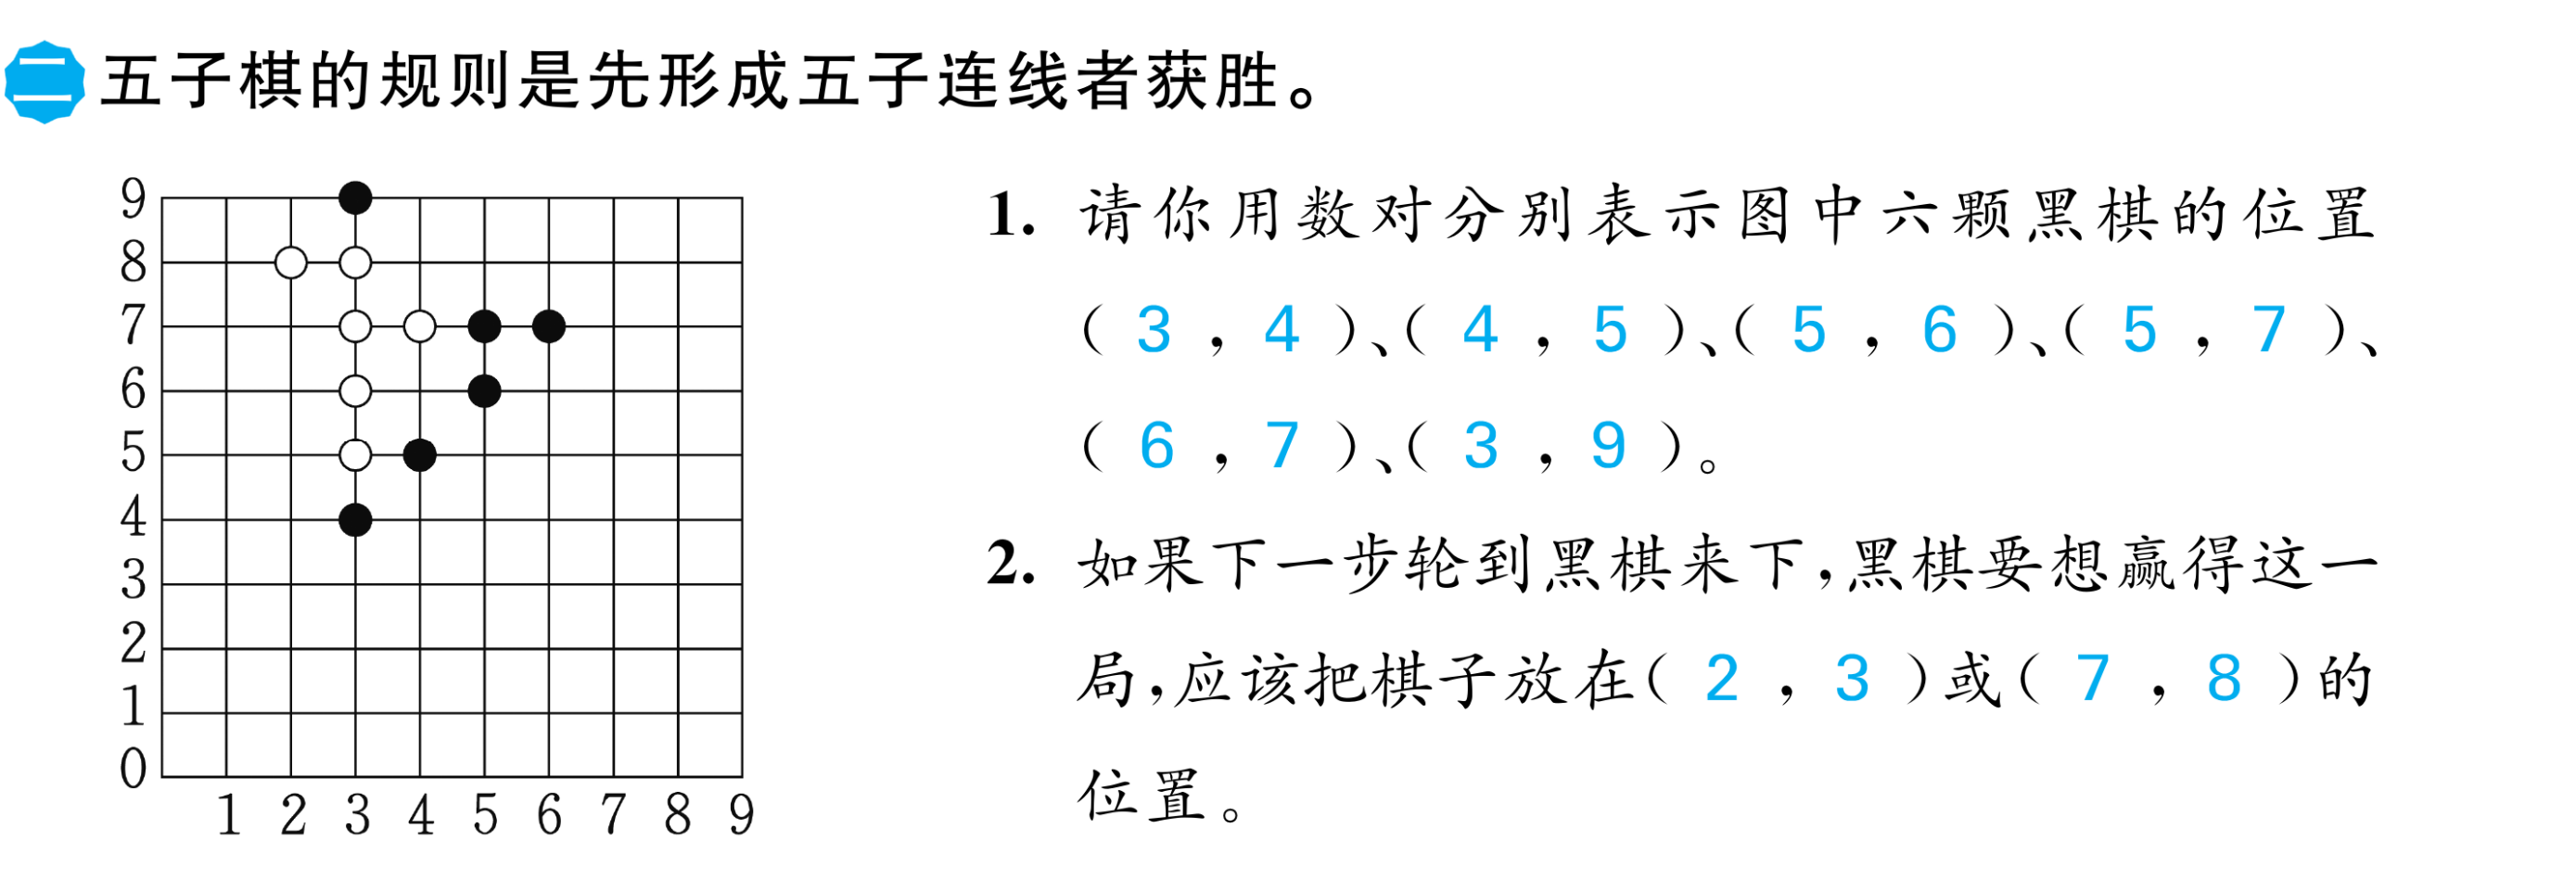 二 五子棋的规则是先形成五子连线者获胜。
9
8
7
6
5
4
3
2
1
0
1 2 3 4 5 6 7 8 9
1. 请你用数对分别表示图中六颗黑棋的位置
( 3 , 4 )、( 4 , 5 )、( 5 , 6 )、( 5 , 7 )、
( 6 , 7 )、( 3 , 9 )。
2. 如果下一步轮到黑棋来下,黑棋要想赢得这一
局,应该把棋子放在( 2 , 3 )或( 7 , 8 )的
位置。